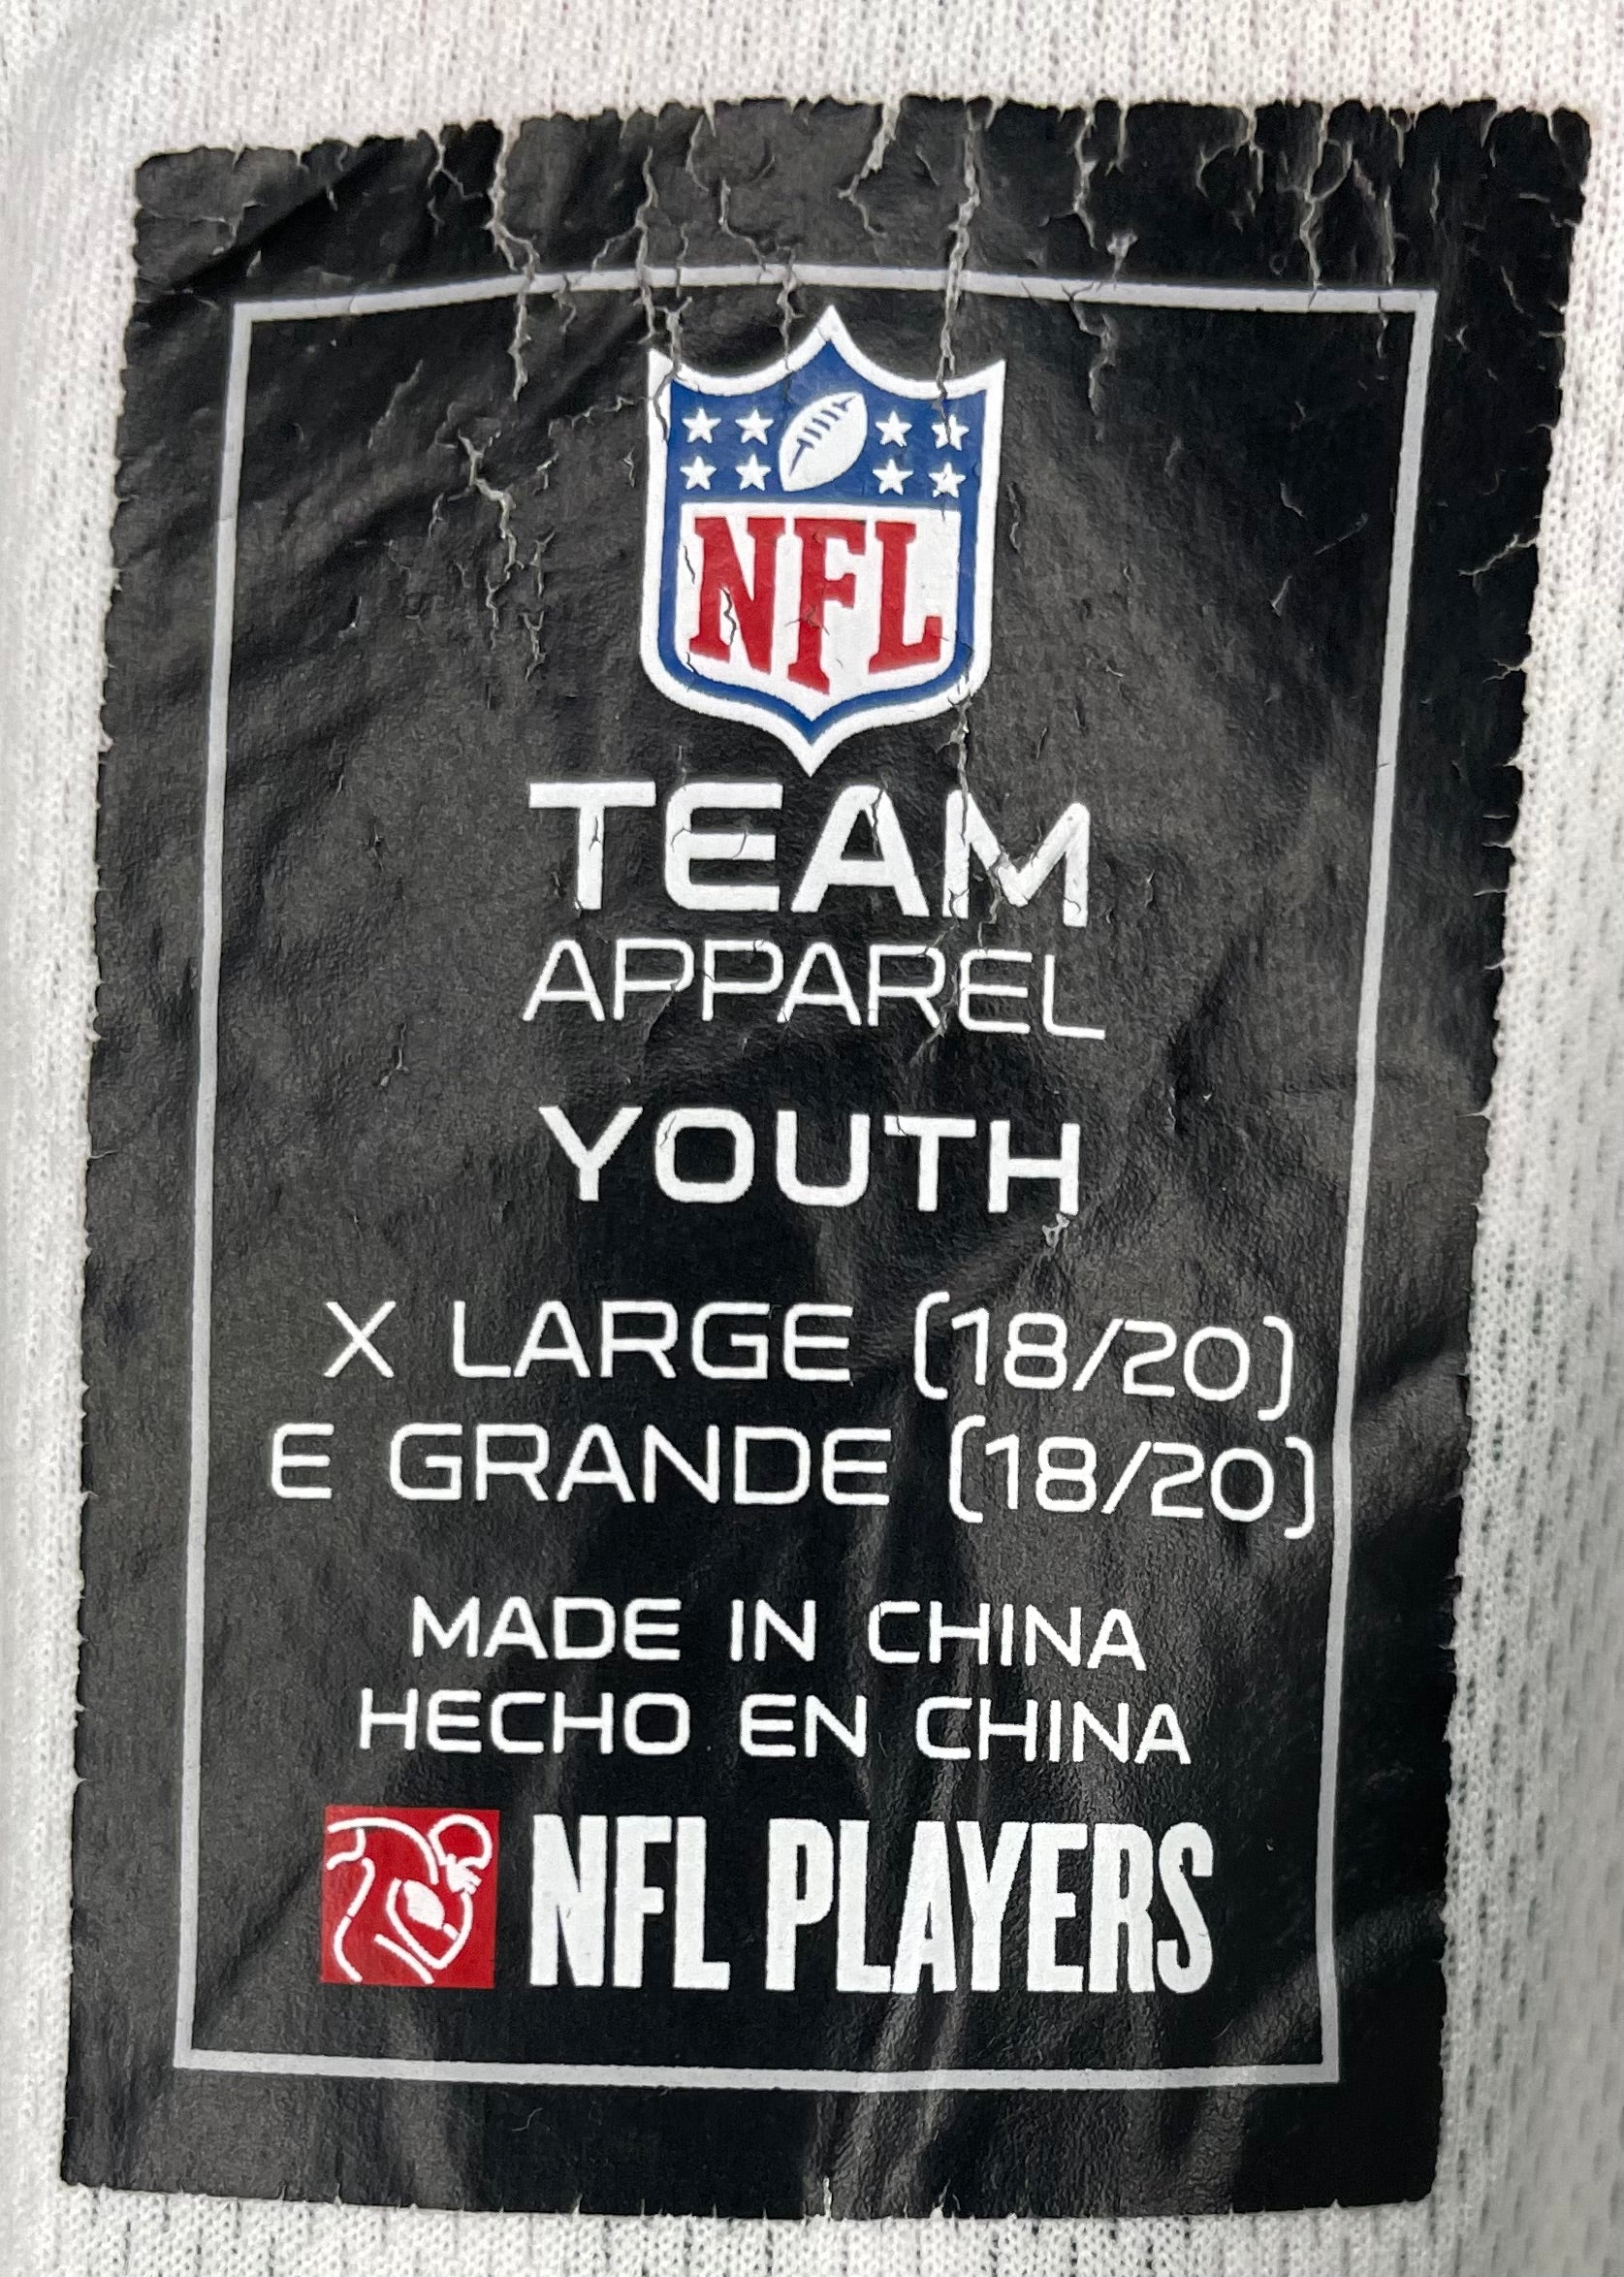 NFL
TEAM
APPAREL
YOUTH
X LARGE (18/20)
E GRANDE (18/20)
MADE IN CHINA
HECHO EN CHINA
NFL PLAYERS